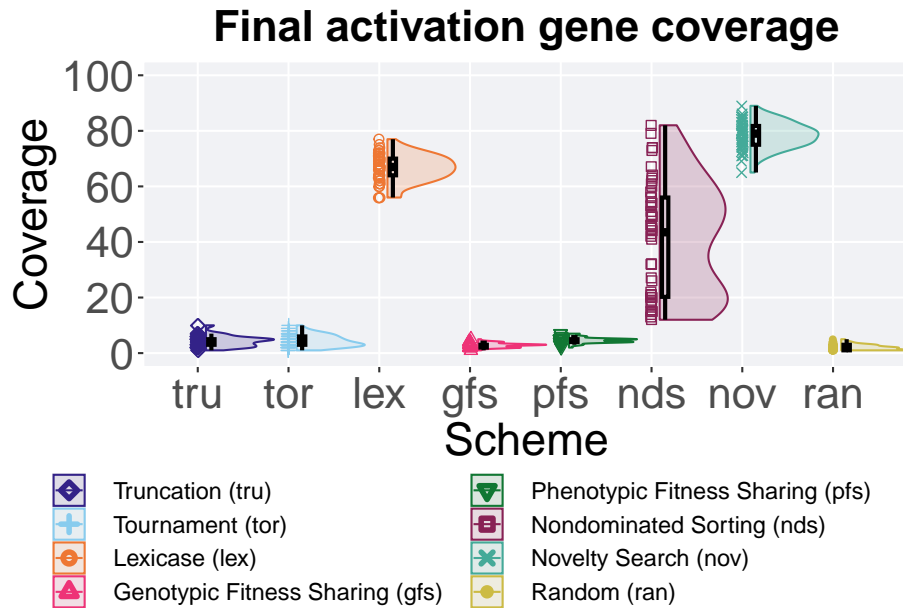 Final activation gene coverage
Coverage
100
80
60
40
20
0
tru tor lex gfs pfs nds nov ran
Scheme
Truncation (tru)
Tournament (tor)
Lexicase (lex)
Genotypic Fitness Sharing (gfs)
Phenotypic Fitness Sharing (pfs)
Nondominated Sorting (nds)
Novelty Search (nov)
Random (ran)